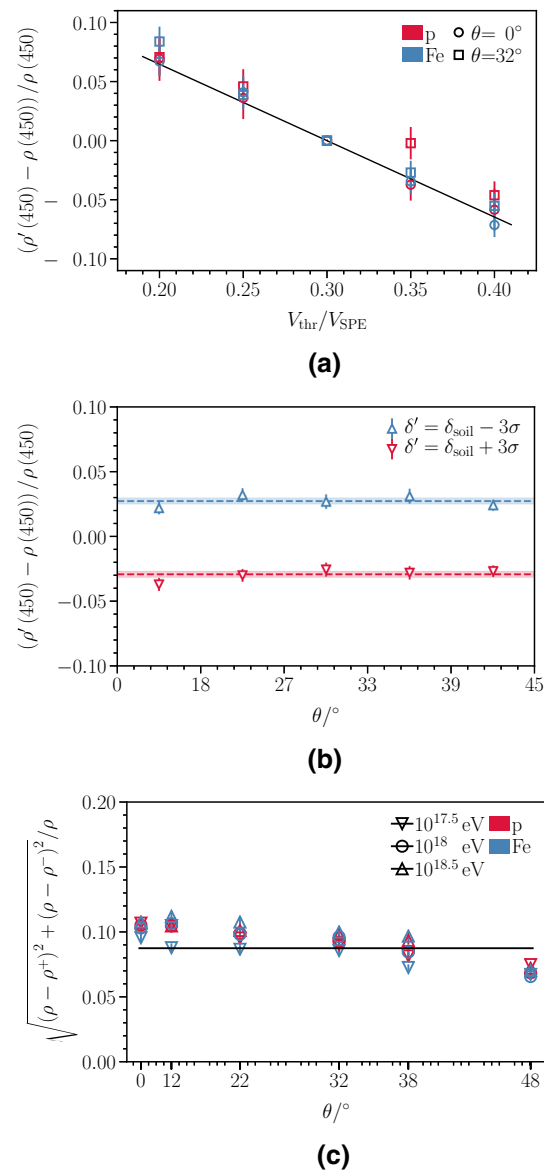 0.10
0.05
0.00
− 0.05
− 0.10
(ρ′(450) − ρ(450))/ρ(450)
p θ= 0°
Fe θ=32°
0.20 0.25 0.30 0.35 0.40
V_thr/V_SPE
(a)
0.10
0.05
0.00
−0.05
−0.10
(ρ′(450) − ρ(450))/ρ(450)
δ′ = δ_soil − 3σ
δ′ = δ_soil + 3σ
0 18 27 33 39 45
θ/°
(b)
0.20
0.15
0.10
0.05
0.00
√(ρ − ρ⁺)² + (ρ − ρ⁻)²/ρ
10^17.5 eV p
10^18 eV Fe
10^18.5 eV
0 12 22 32 38 48
θ/°
(c)